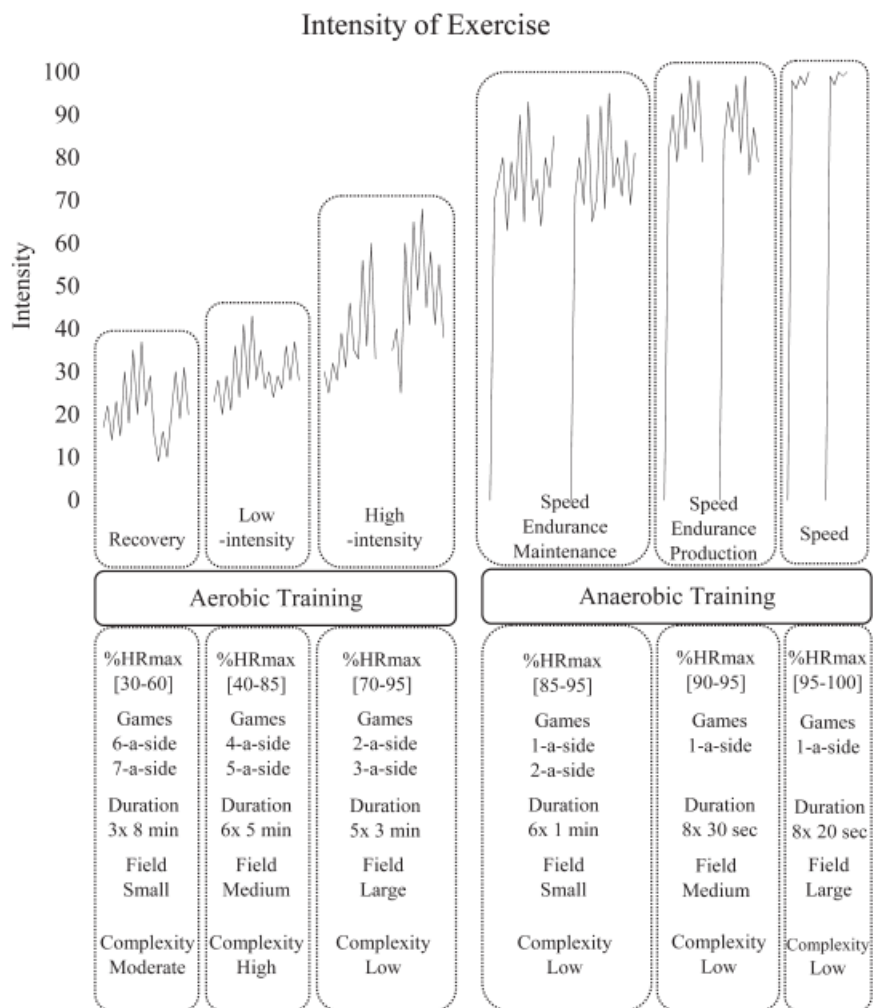 Intensity of Exercise
100
90
80
70
60
50
40
30
20
10
0
Intensity
Recovery
Low
-intensity
High
-intensity
Speed
Endurance
Maintenance
Speed
Endurance
Production
Speed
Aerobic Training
Anaerobic Training
%HRmax
[30-60]
Games
6-a-side
7-a-side
Duration
3x 8 min
Field
Small
Complexity
Moderate
%HRmax
[40-85]
Games
4-a-side
5-a-side
Duration
6x 5 min
Field
Medium
Complexity
High
%HRmax
[70-95]
Games
2-a-side
3-a-side
Duration
5x 3 min
Field
Large
Complexity
Low
%HRmax
[85-95]
Games
1-a-side
2-a-side
Duration
6x 1 min
Field
Small
Complexity
Low
%HRmax
[90-95]
Games
1-a-side
Duration
8x 30 sec
Field
Medium
Complexity
Low
%HRmax
[95-100]
Games
1-a-side
Duration
8x 20 sec
Field
Large
Complexity
Low